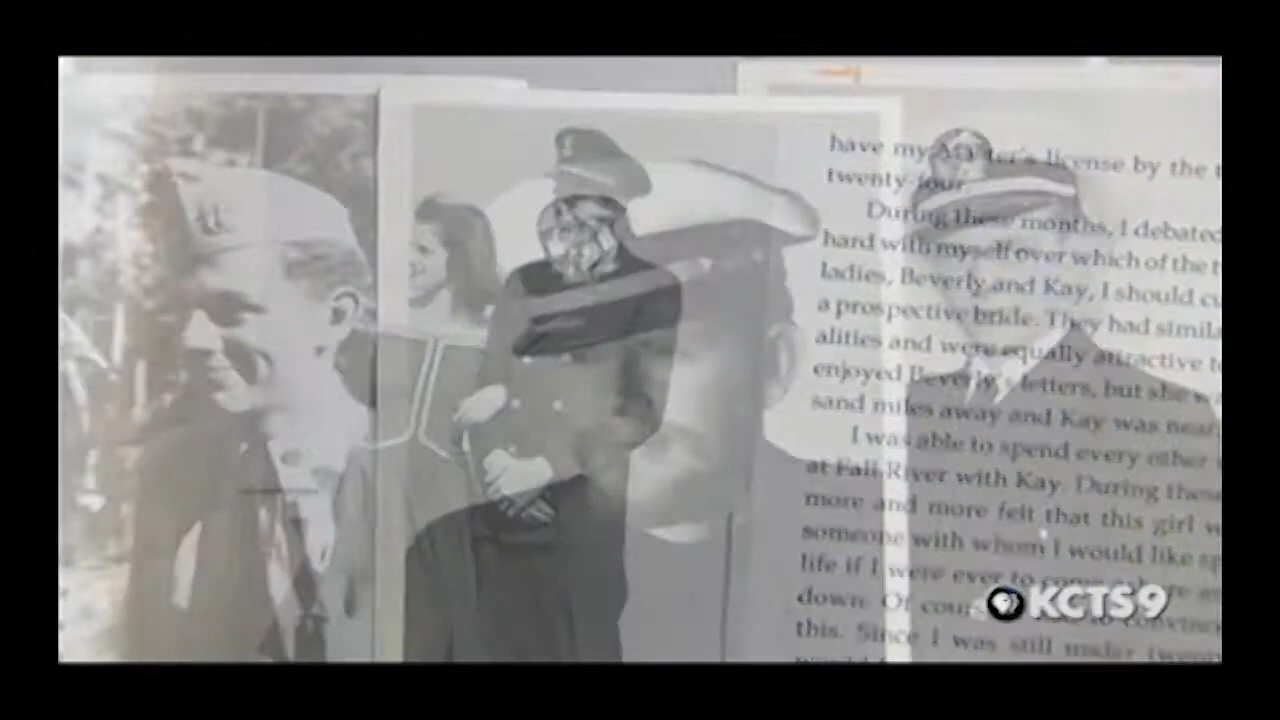 have my Master's license by the
twenty-four.
During these months, I debated
hard with myself over which of the
ladies, Beverly and Kay, I should
a prospective bride. They had
alities and were equally attractive
enjoyed Beverly's letters, but she
sand miles away and Kay was
I was able to spend every other
at Fall River with Kay. During these
more and more felt that this girl
someone with whom I would like
life if I were ever to come ashore
down. Of course to convince
this. Since I was still under
KCTS9